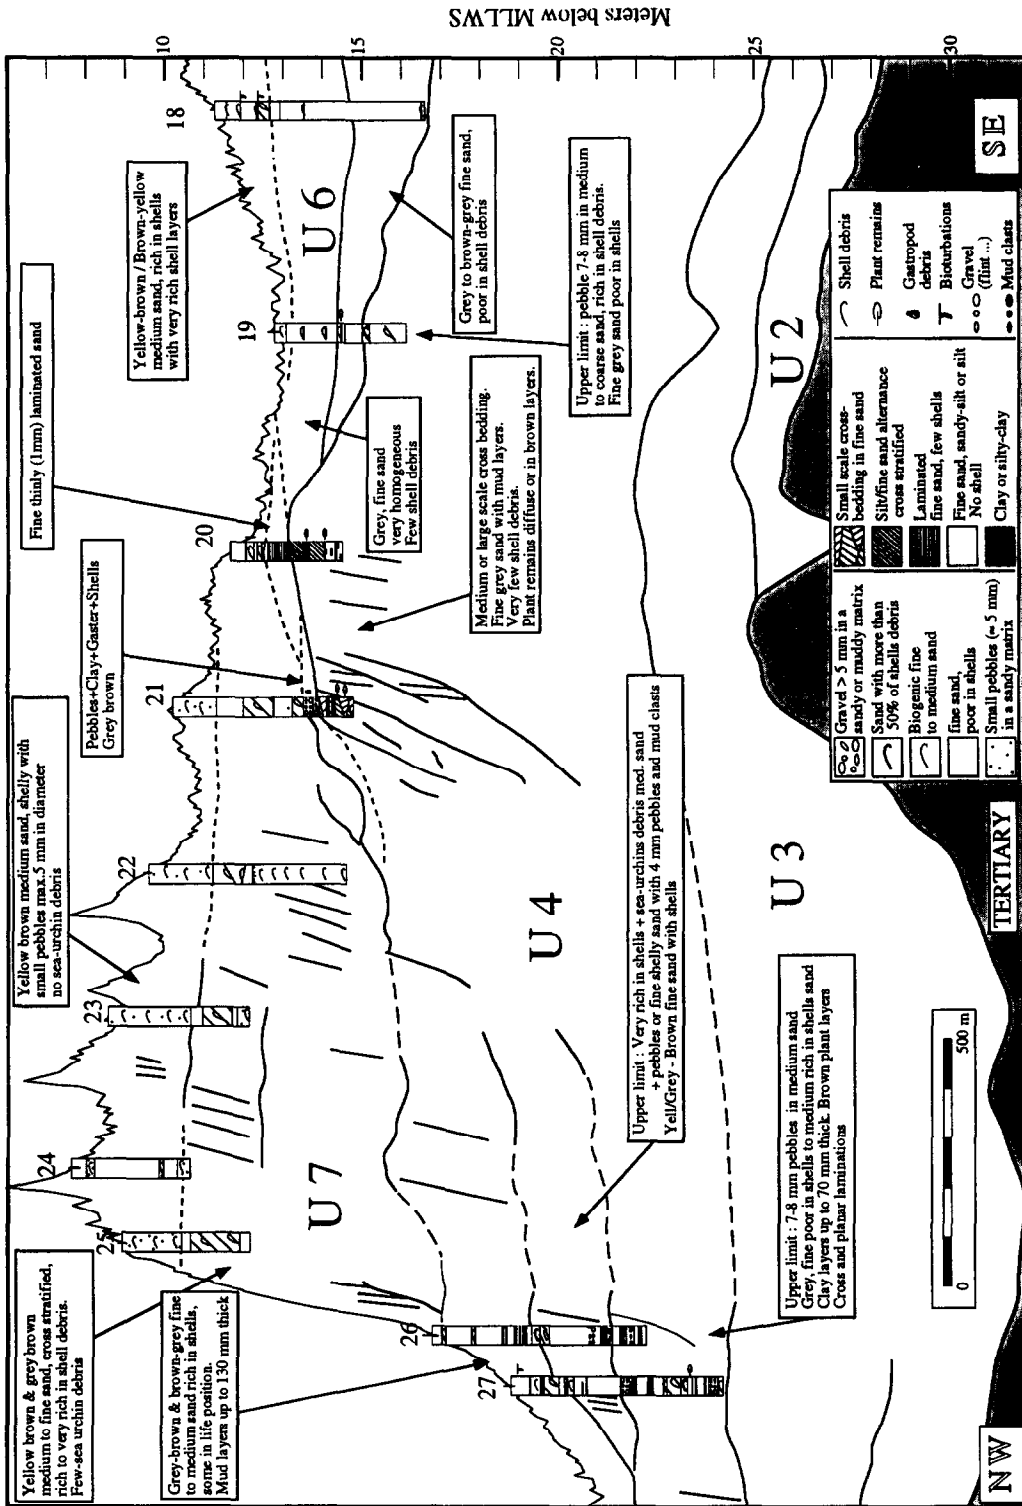 Meters below MLLWS
10
15
20
25
30
NW
SE
TERTIARY
U 2
U 3
U 4
U 6
U 7
18
19
20
21
22
23
24
25
26
27
Yellow brown & grey brown
medium to fine sand, cross stratified,
rich to very rich in shell debris.
Few-sea urchin debris
Grey-brown & brown-grey fine
to medium sand rich in shells,
some in life position.
Mud layers up to 130 mm thick
Yellow brown medium sand, shelly with
small pebbles max.5 mm in diameter
no sea-urchin debris
Pebbles+Clay+Gaster+Shells
Grey brown
Fine thinly (1mm) laminated sand
Yellow-brown / Brown-yellow
medium sand, rich in shells
with very rich shell layers
Grey, fine sand
very homogeneous
Few shell debris
Grey to brown-grey fine sand,
poor in shell debris
Medium or large scale cross bedding.
Fine grey sand with mud layers.
Very few shell debris.
Plant remains diffuse or in brown layers.
Upper limit : pebble 7-8 mm in medium
to coarse sand, rich in shell debris.
Fine grey sand poor in shells
Upper limit : Very rich in shells + sea-urchins debris med. sand
+ pebbles or fine shelly sand with 4 mm pebbles and mud clasts
Yell/Grey - Brown fine sand with shells
Upper limit : 7-8 mm pebbles in medium sand
Grey, fine poor in shells to medium rich in shells sand
Clay layers up to 70 mm thick. Brown plant layers
Cross and planar laminations
0
500 m
Gravel > 5 mm in a
sandy or muddy matrix
Sand with more than
50% of shells debris
Biogenic fine
to medium sand
fine sand,
poor in shells
Small pebbles (≈ 5 mm)
in a sandy matrix
Small scale cross-
bedding in fine sand
Silt/fine sand alternance
cross stratified
Laminated
fine sand, few shells
Fine sand, sandy-silt or silt
No shell
Clay or silty-clay
Shell debris
Plant remains
Gastropod
debris
Bioturbations
Gravel
(flint ...)
Mud clasts